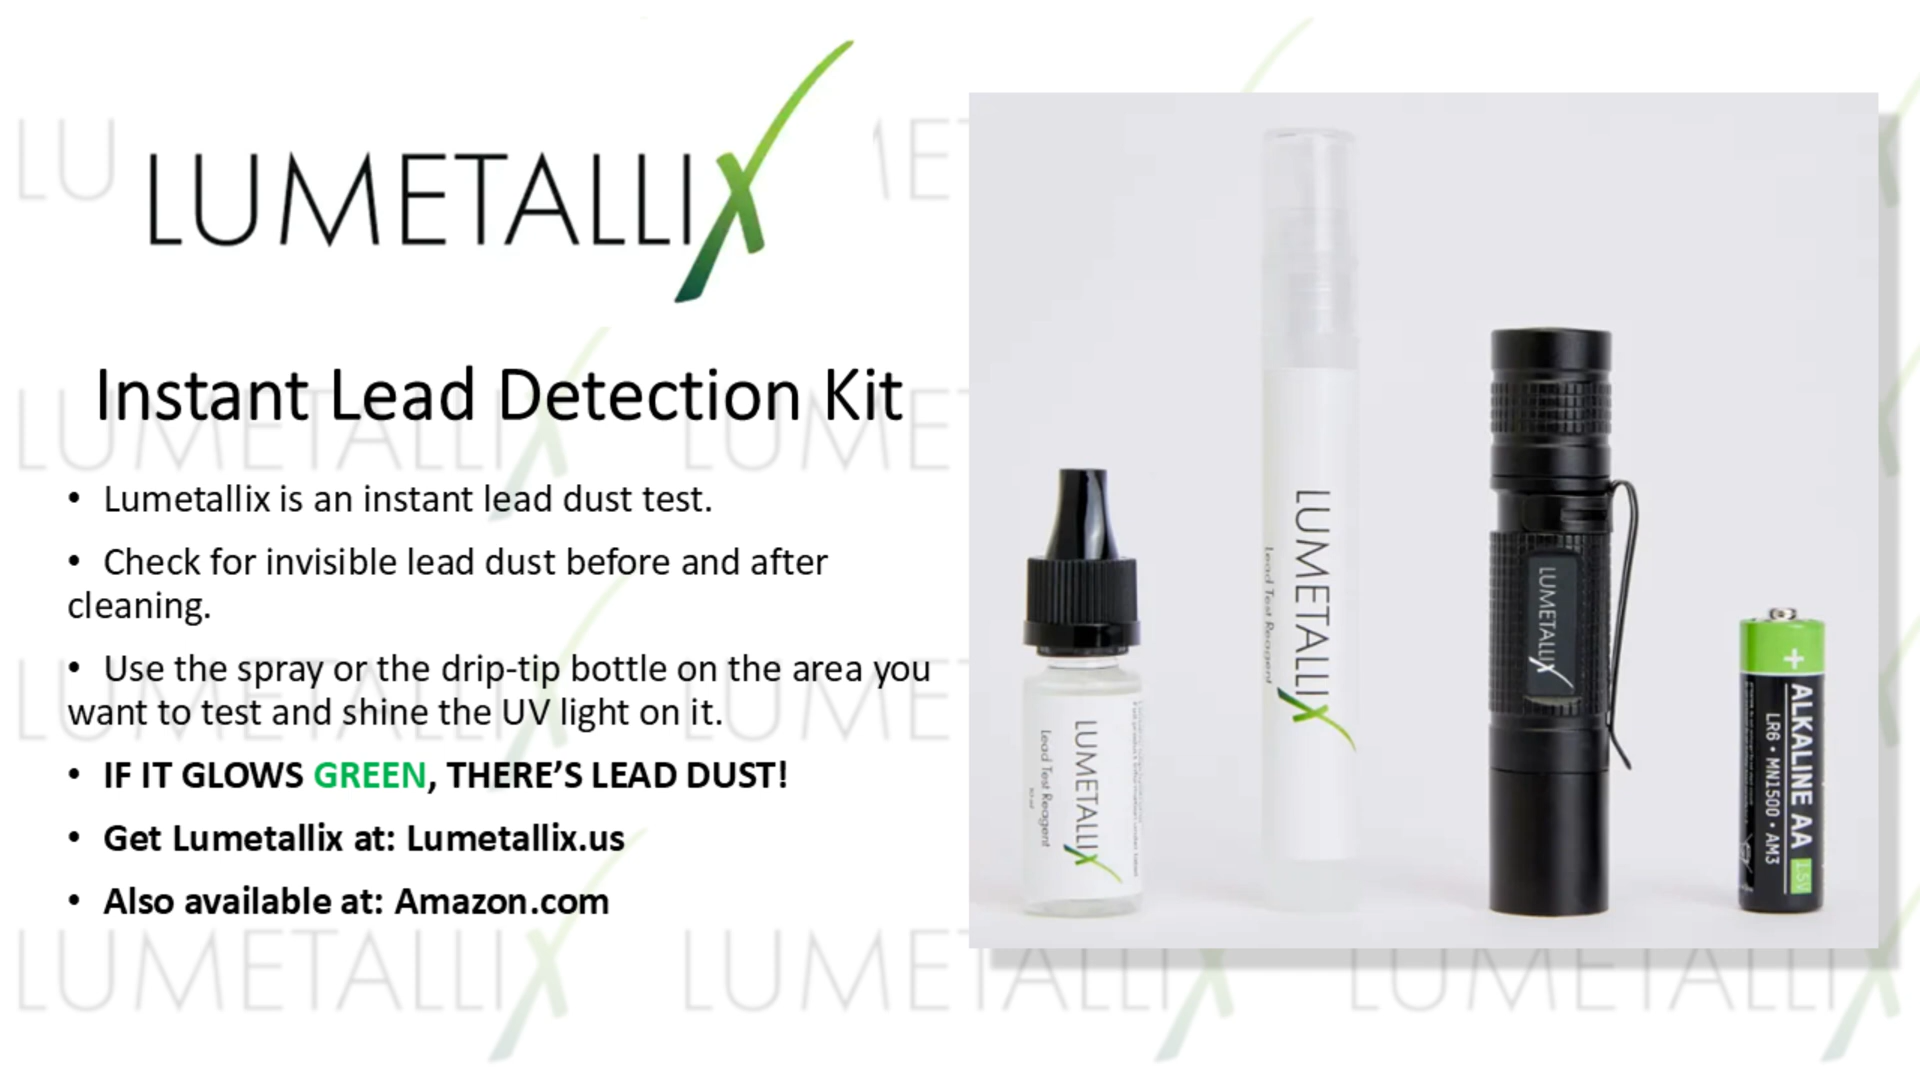 LUMETALLIX
Instant Lead Detection Kit
• Lumetallix is an instant lead dust test.
• Check for invisible lead dust before and after
cleaning.
• Use the spray or the drip-tip bottle on the area you
want to test and shine the UV light on it.
• IF IT GLOWS GREEN, THERE'S LEAD DUST!
• Get Lumetallix at: Lumetallix.us
• Also available at: Amazon.com
LUMETALLIX
Lead Test Reagent
LUMETALLIX
Lead Test Reagent
LUMETALLIX
+ ALKALINE AA 1.5V
LR6 • MN1500 • AM3